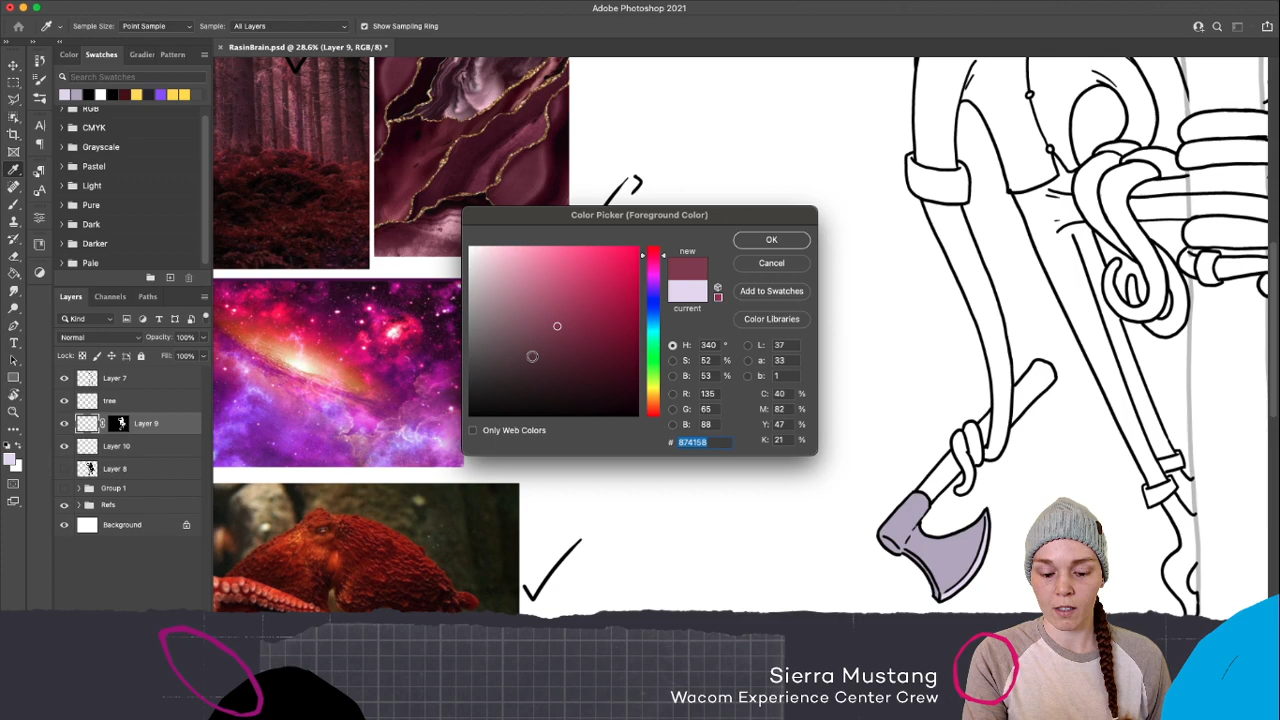 Adobe Photoshop 2021
Sample Size: Point Sample Sample: All Layers Show Sampling Ring
Color Swatches Gradier Pattern
RasinBrain.psd @ 28.6% (Layer 9, RGB/8) *
Search Swatches
RGB
CMYK
Grayscale
Pastel
Light
Pure
Dark
Darker
Pale
Layers Channels Paths
Kind
Normal Opacity: 100%
Lock: Fill: 100%
Layer 7
tree
Layer 9
Layer 10
Layer 8
Group 1
Refs
Background
Color Picker (Foreground Color)
new
current
OK
Cancel
Add to Swatches
Color Libraries
H: 340 ° L: 37
S: 52 % a: 33
B: 53 % b: 1
R: 135 C: 40 %
G: 65 M: 82 %
B: 88 Y: 47 %
# 874158 K: 21 %
Only Web Colors
Sierra Mustang
Wacom Experience Center Crew